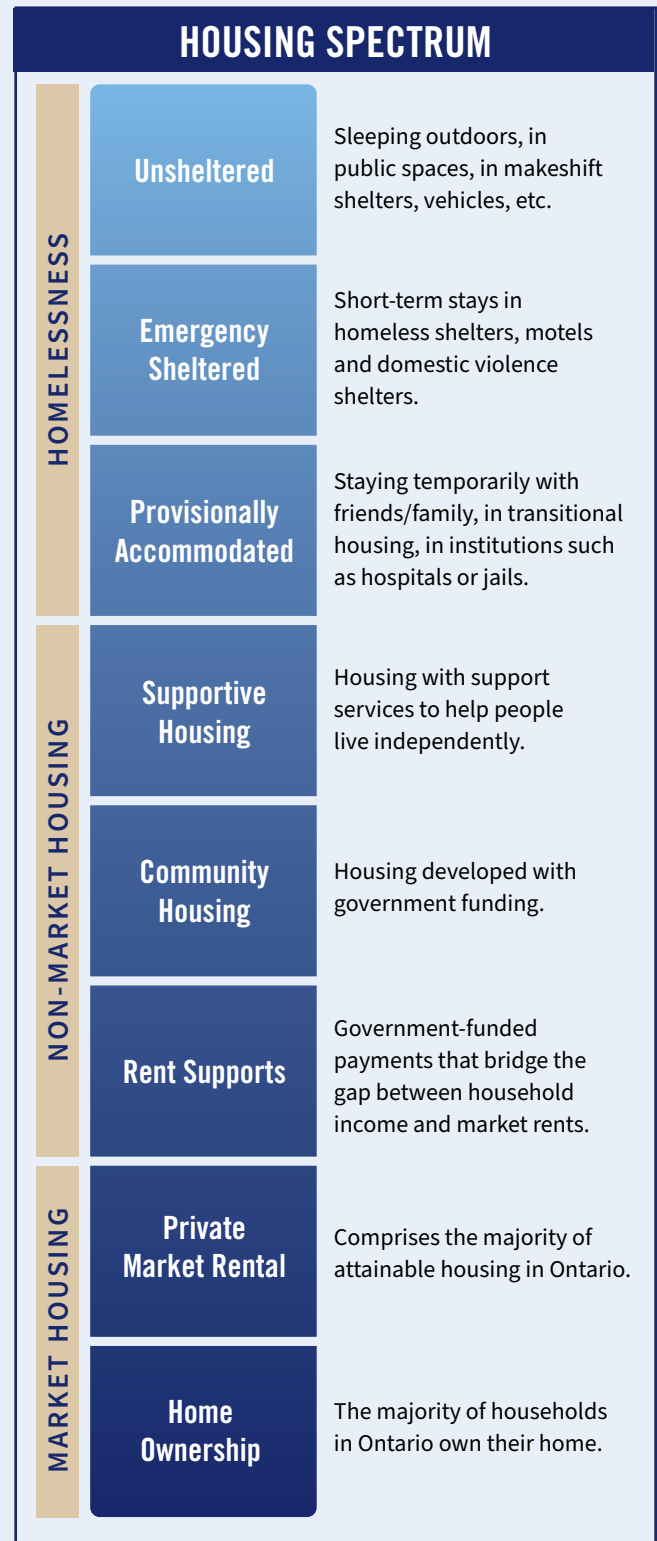 HOUSING SPECTRUM
HOMELESSNESS
Unsheltered
Sleeping outdoors, in
public spaces, in makeshift
shelters, vehicles, etc.
Emergency
Sheltered
Short-term stays in
homeless shelters, motels
and domestic violence
shelters.
Provisionally
Accommodated
Staying temporarily with
friends/family, in transitional
housing, in institutions such
as hospitals or jails.
NON-MARKET HOUSING
Supportive
Housing
Housing with support
services to help people
live independently.
Community
Housing
Housing developed with
government funding.
Rent Supports
Government-funded
payments that bridge the
gap between household
income and market rents.
MARKET HOUSING
Private
Market Rental
Comprises the majority of
attainable housing in Ontario.
Home
Ownership
The majority of households
in Ontario own their home.